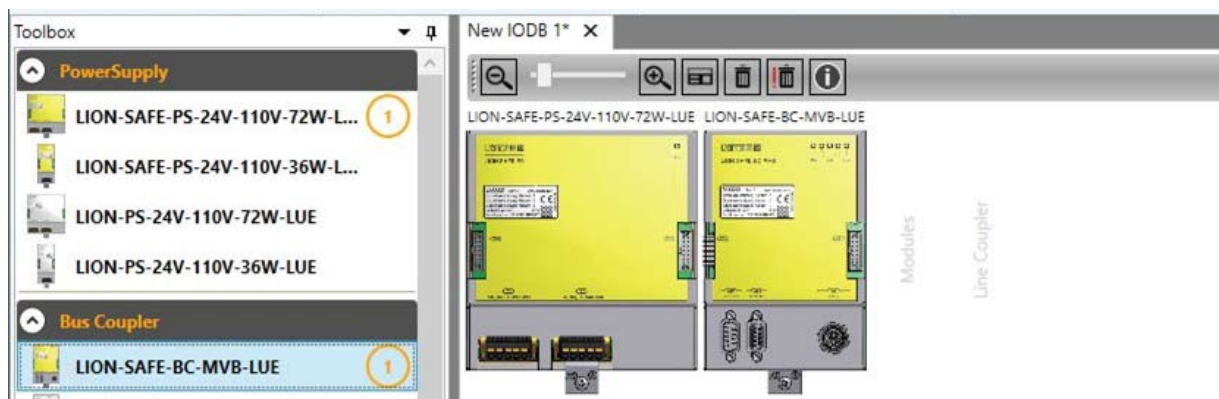 Toolbox
PowerSupply
LION-SAFE-PS-24V-110V-72W-L...
1
LION-SAFE-PS-24V-110V-36W-L...
LION-PS-24V-110V-72W-LUE
LION-PS-24V-110V-36W-LUE
Bus Coupler
LION-SAFE-BC-MVB-LUE
1
New IODB 1*
LION-SAFE-PS-24V-110V-72W-LUE
LION-SAFE-BC-MVB-LUE
Modules
Line Coupler